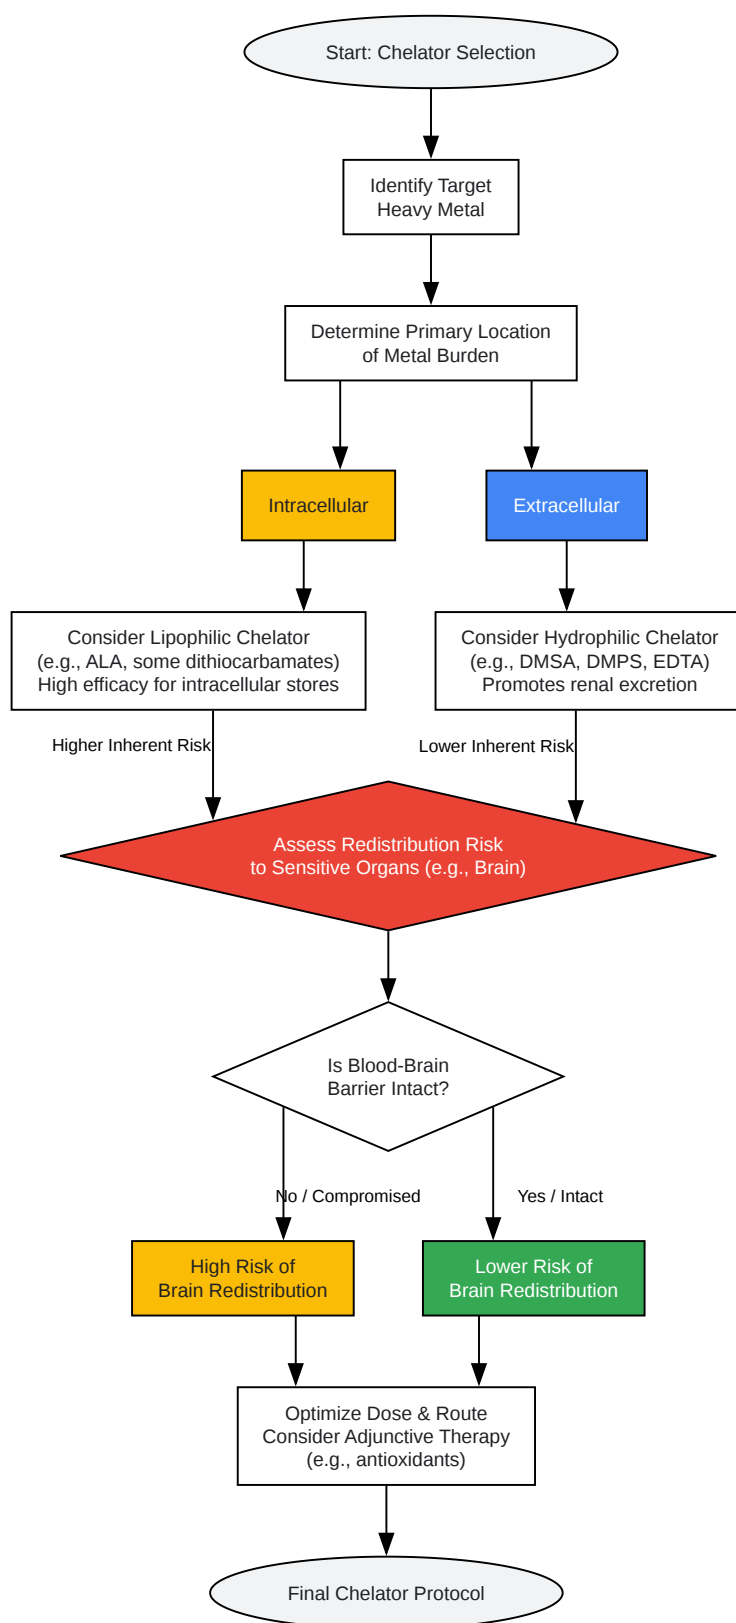 Start: Chelator Selection
Identify Target
Heavy Metal
Determine Primary Location
of Metal Burden
Intracellular
Extracellular
Consider Lipophilic Chelator
(e.g., ALA, some dithiocarbamates)
High efficacy for intracellular stores
Consider Hydrophilic Chelator
(e.g., DMSA, DMPS, EDTA)
Promotes renal excretion
Higher Inherent Risk
Lower Inherent Risk
Assess Redistribution Risk
to Sensitive Organs (e.g., Brain)
Is Blood-Brain
Barrier Intact?
No / Compromised
Yes / Intact
High Risk of
Brain Redistribution
Lower Risk of
Brain Redistribution
Optimize Dose & Route
Consider Adjunctive Therapy
(e.g., antioxidants)
Final Chelator Protocol